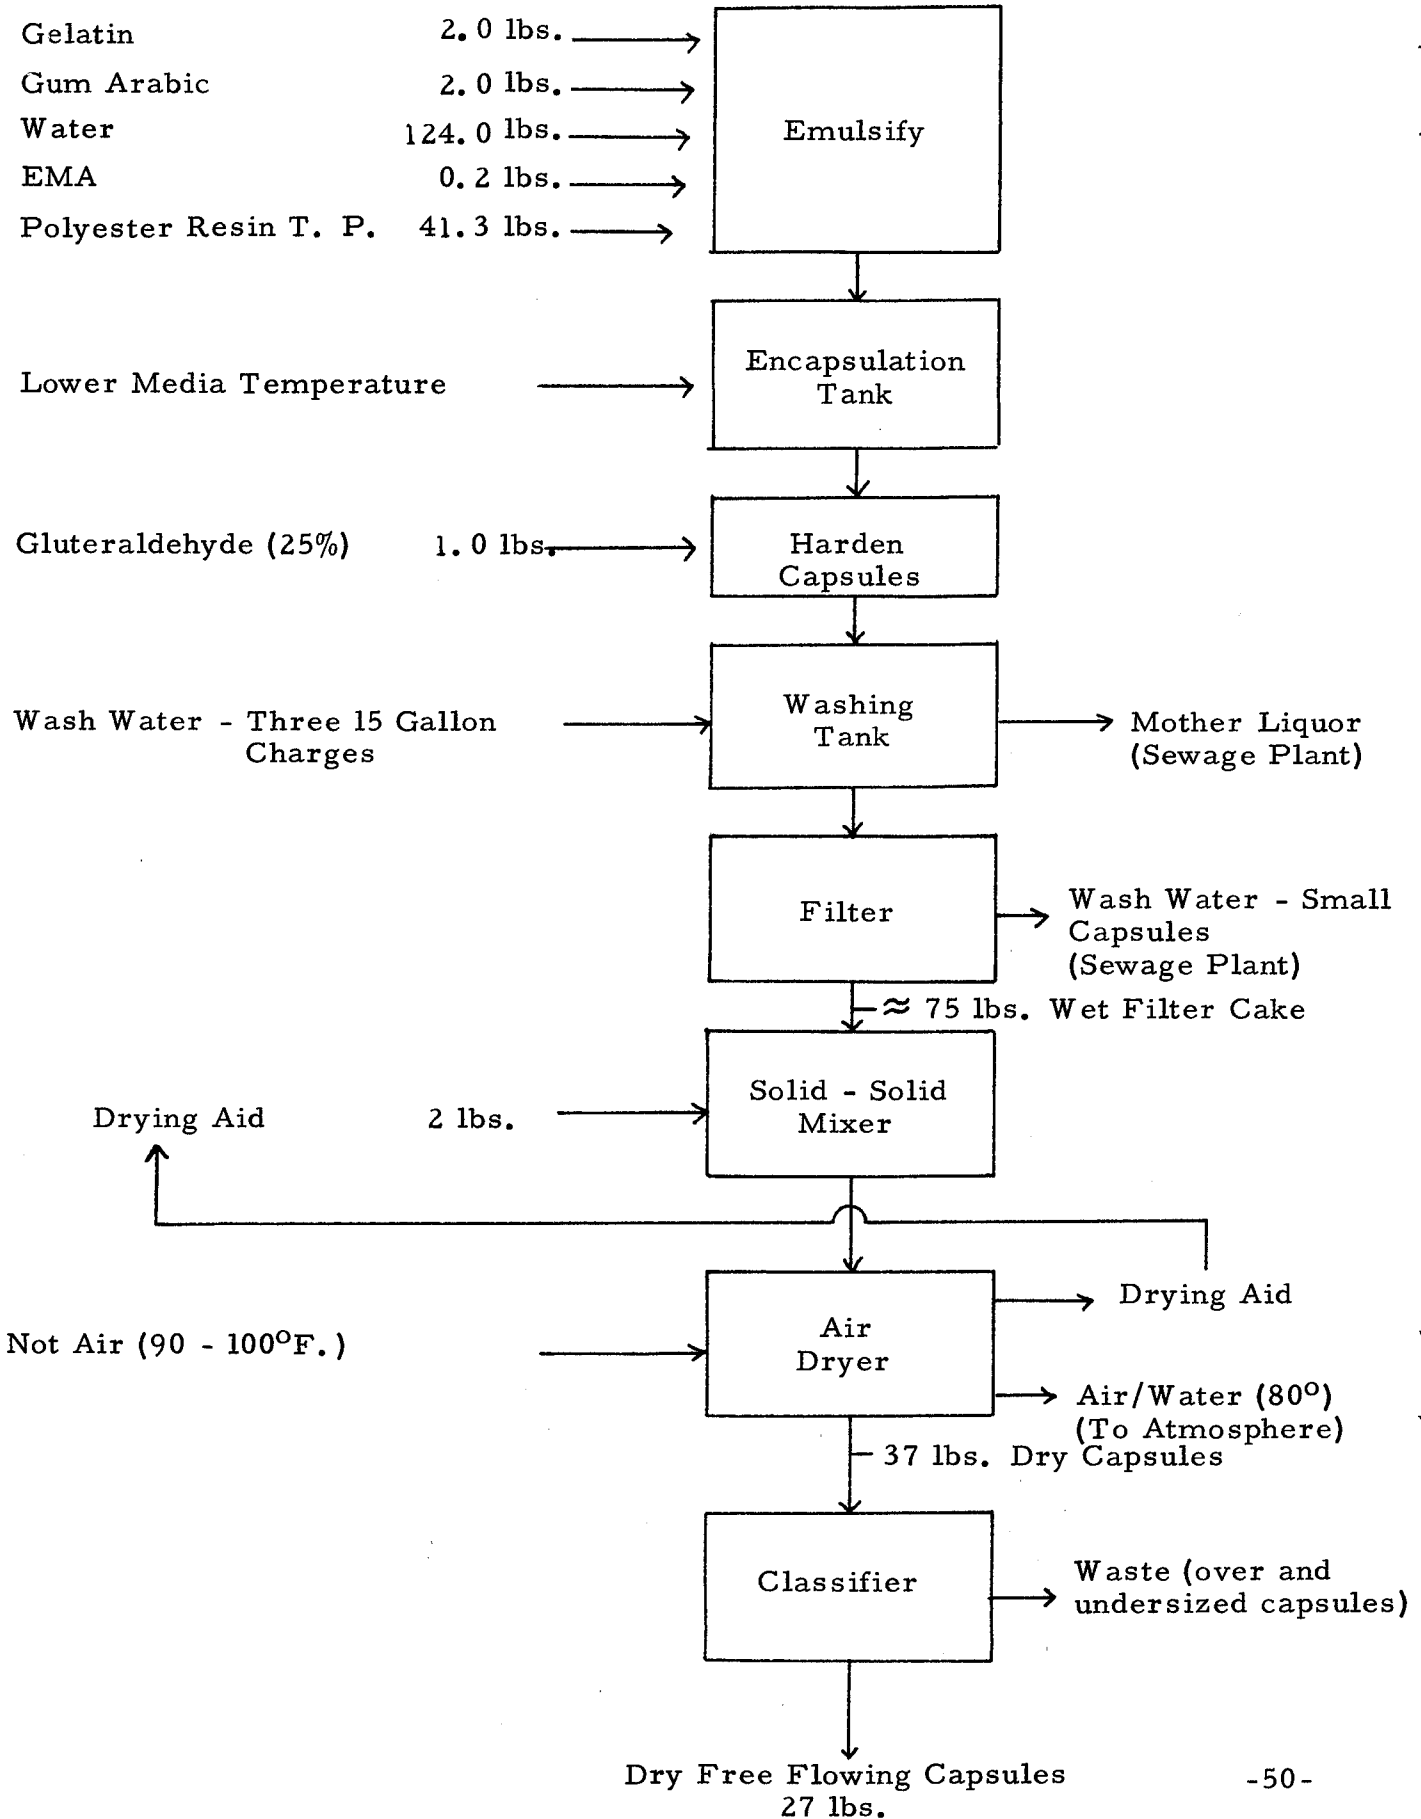 Gelatin 2.0 lbs.
Gum Arabic 2.0 lbs.
Water 124.0 lbs.
EMA 0.2 lbs.
Polyester Resin T. P. 41.3 lbs.
Emulsify
Lower Media Temperature
Encapsulation
Tank
Gluteraldehyde (25%) 1.0 lbs.
Harden
Capsules
Wash Water - Three 15 Gallon
Charges
Washing
Tank
Mother Liquor
(Sewage Plant)
Filter
Wash Water - Small
Capsules
(Sewage Plant)
≈ 75 lbs. Wet Filter Cake
Drying Aid 2 lbs.
Solid - Solid
Mixer
Drying Aid
Not Air (90 - 100°F.)
Air
Dryer
Air/Water (80°)
(To Atmosphere)
37 lbs. Dry Capsules
Classifier
Waste (over and
undersized capsules)
Dry Free Flowing Capsules
27 lbs.
-50-